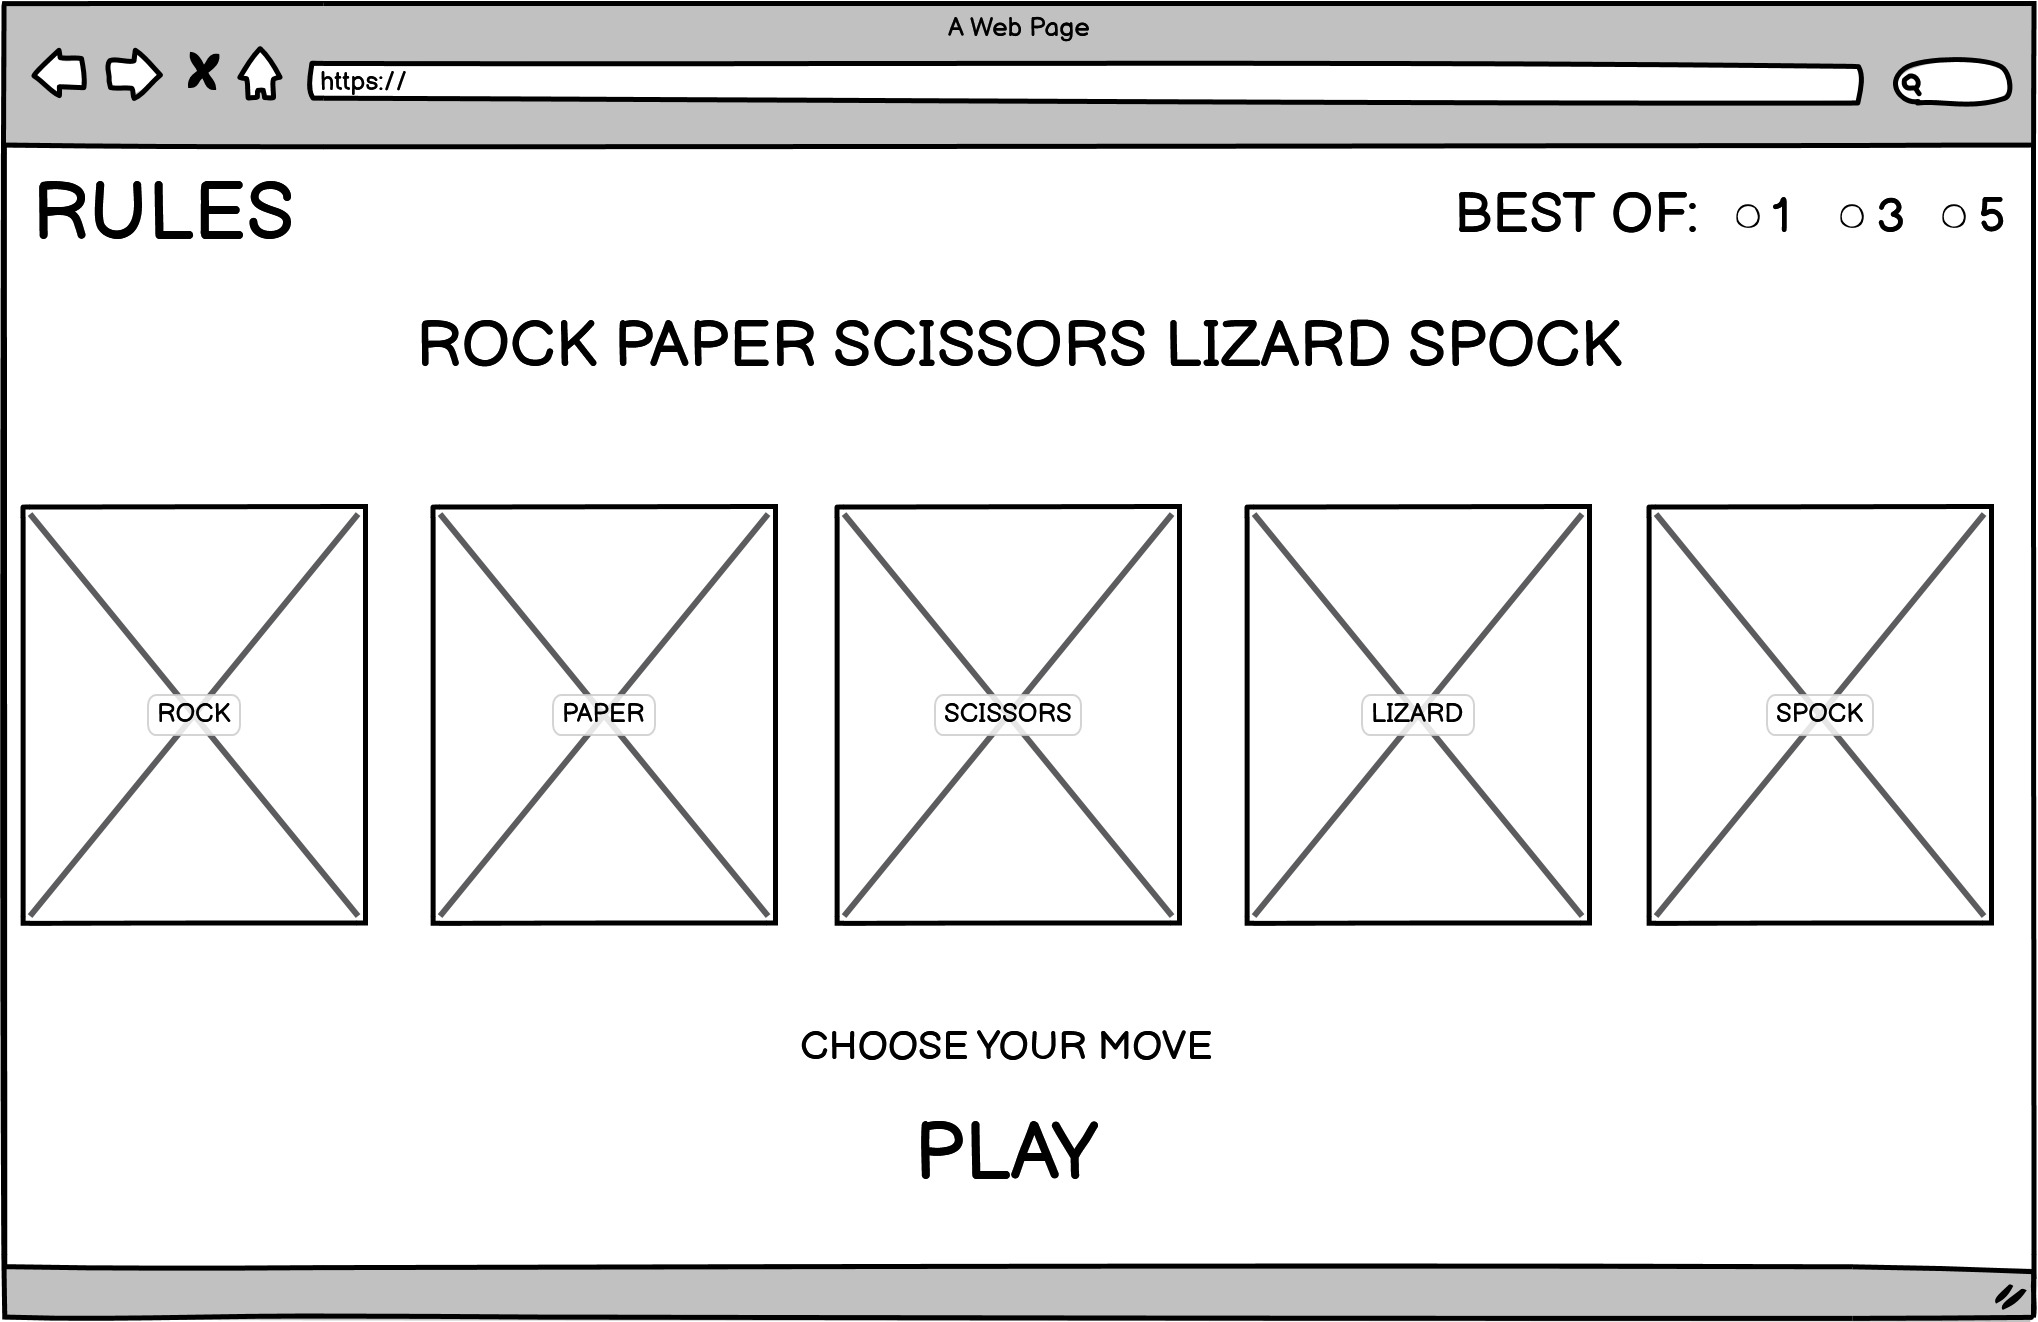 A Web Page
https://
RULES
BEST OF: 1 3 5
ROCK PAPER SCISSORS LIZARD SPOCK
ROCK
PAPER
SCISSORS
LIZARD
SPOCK
CHOOSE YOUR MOVE
PLAY